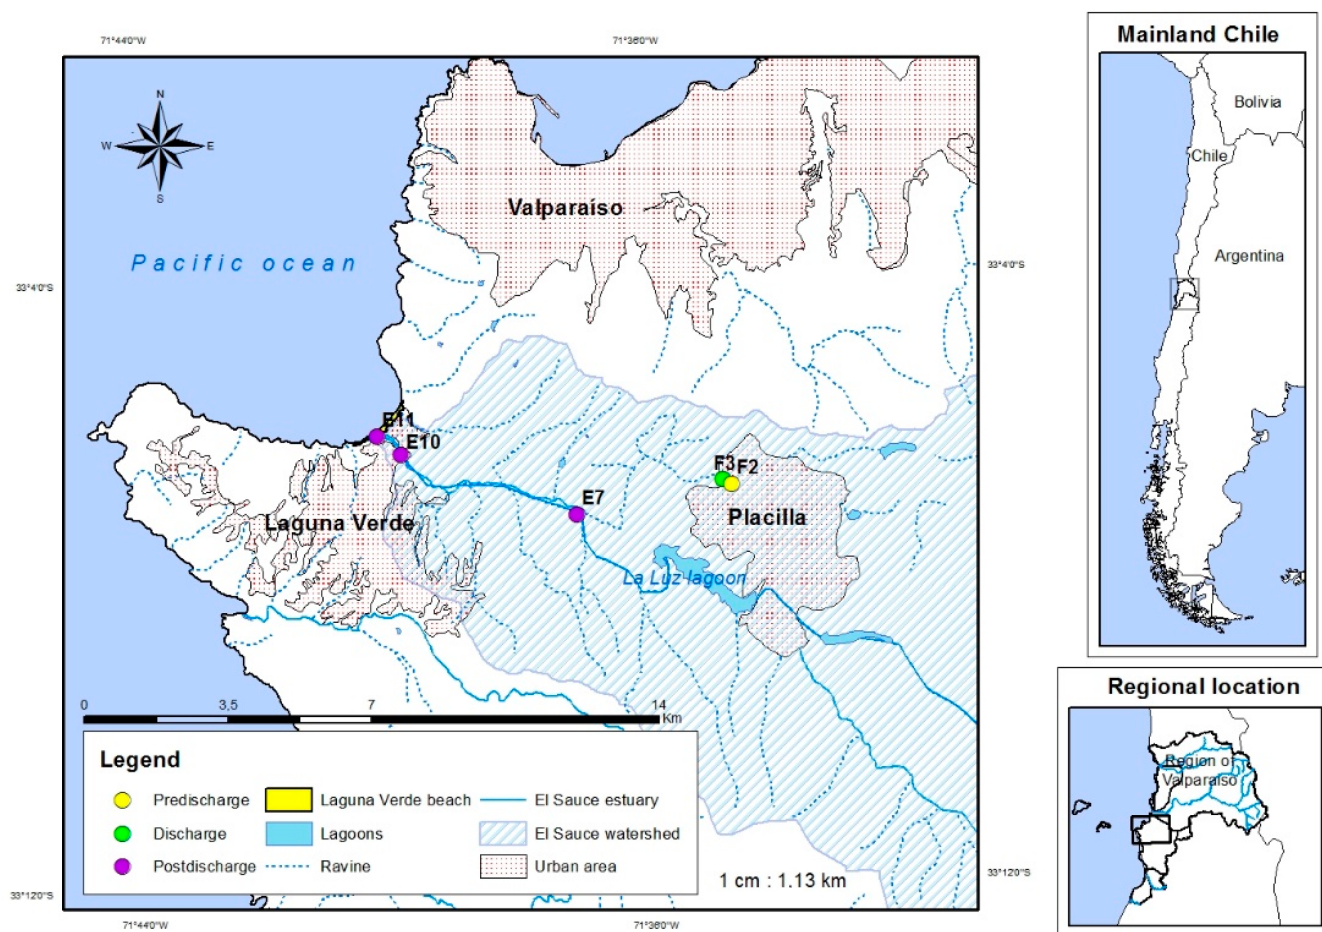 71°44'0"W
71°36'0"W
Mainland Chile
Bolivia
Chile
Argentina
N
W
E
S
Valparaíso
Pacific ocean
33°4'0"S
33°4'0"S
E11
E10
F3
F2
E7
Placilla
Laguna Verde
La Luz lagoon
0
3,5
7
14
Km
Legend
Predischarge
Laguna Verde beach
El Sauce estuary
Discharge
Lagoons
El Sauce watershed
Postdischarge
Ravine
Urban area
1 cm : 1.13 km
33°12'0"S
33°12'0"S
71°44'0"W
71°36'0"W
Regional location
Region of
Valparaíso